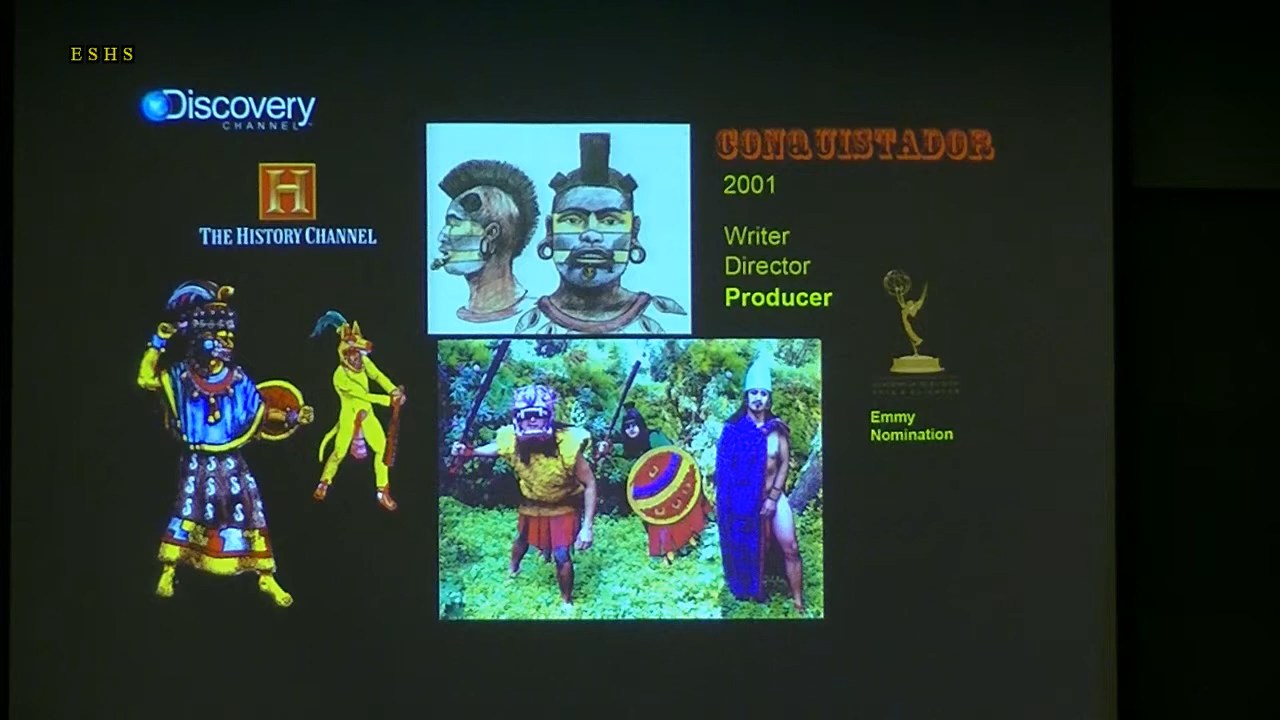 ESHS
Discovery
CHANNEL
H
THE HISTORY CHANNEL
CONQUISTADOR
2001
Writer
Director
Producer
Emmy
Nomination